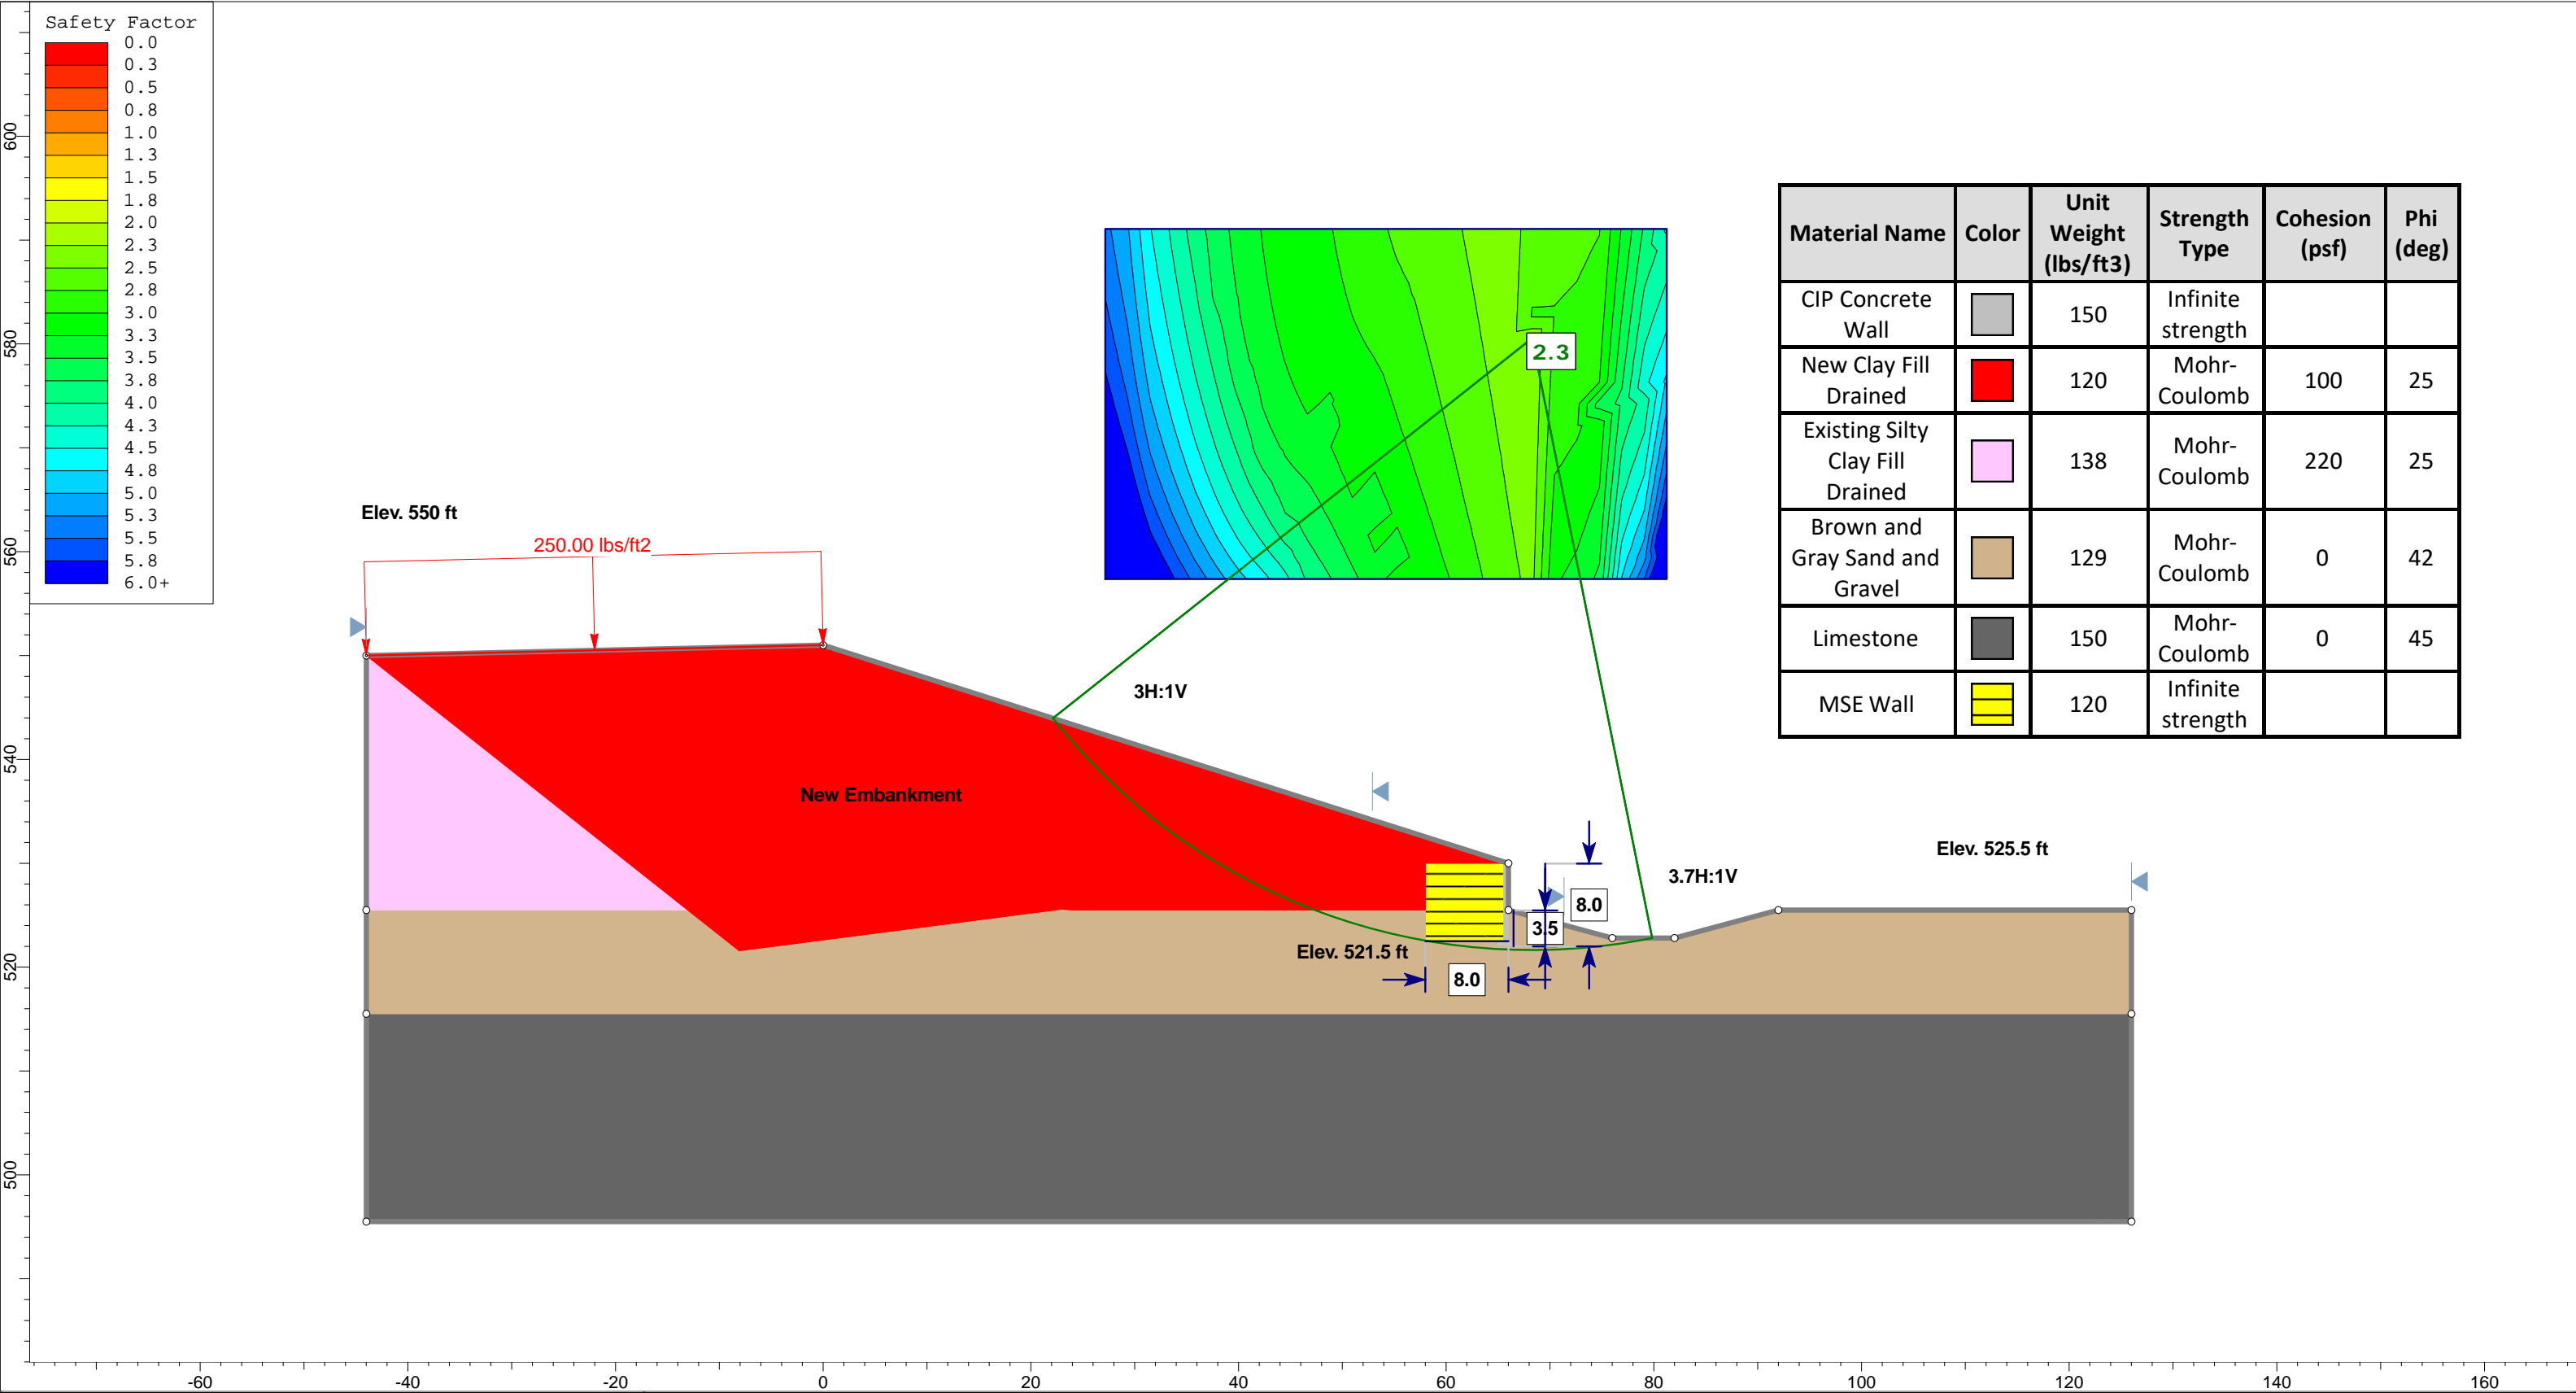 Safety Factor
0.0
0.3
0.5
0.8
1.0
1.3
1.5
1.8
2.0
2.3
2.5
2.8
3.0
3.3
3.5
3.8
4.0
4.3
4.5
4.8
5.0
5.3
5.5
5.8
6.0+
600
580
560
540
520
500
Elev. 550 ft
250.00 lbs/ft2
2.3
3H:1V
New Embankment
Elev. 525.5 ft
3.7H:1V
8.0
3.5
Elev. 521.5 ft
8.0
Material Name Color Unit Weight (lbs/ft3) Strength Type Cohesion (psf) Phi (deg)
CIP Concrete Wall 150 Infinite strength
New Clay Fill Drained 120 Mohr-Coulomb 100 25
Existing Silty Clay Fill Drained 138 Mohr-Coulomb 220 25
Brown and Gray Sand and Gravel 129 Mohr-Coulomb 0 42
Limestone 150 Mohr-Coulomb 0 45
MSE Wall 120 Infinite strength
-60 -40 -20 0 20 40 60 80 100 120 140 160